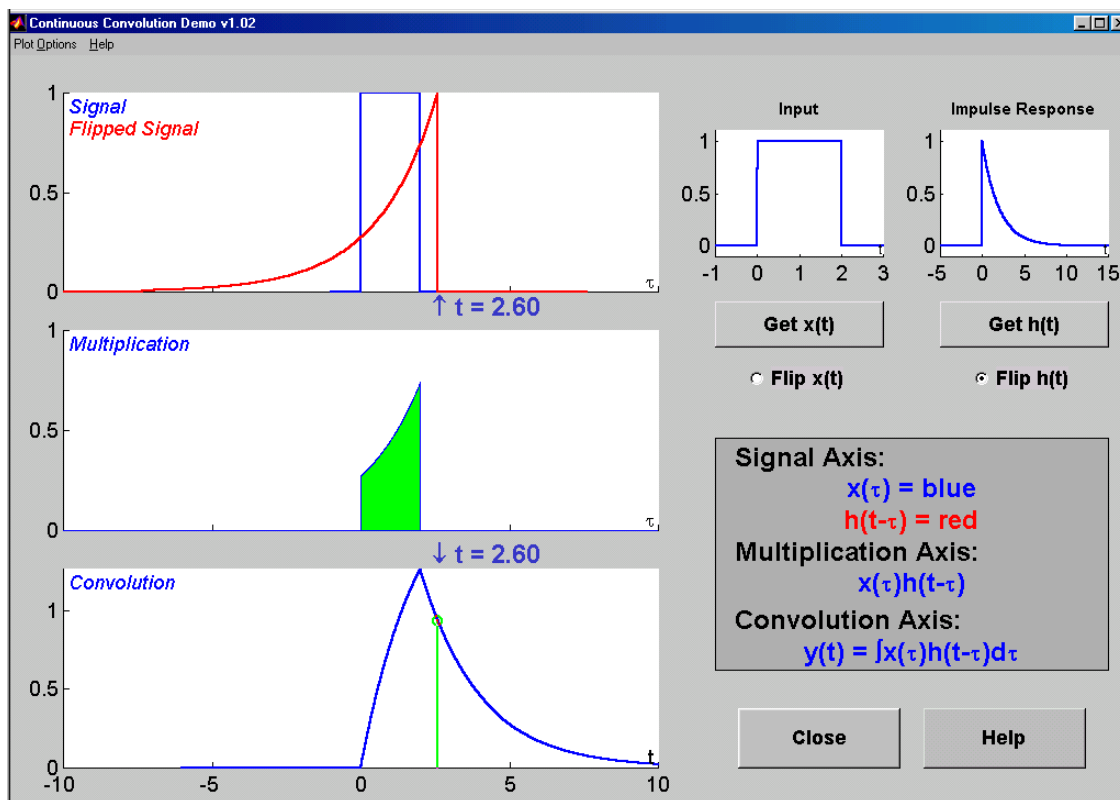 Continuous Convolution Demo v1.02
Plot Options Help
Signal
Flipped Signal
1
0.5
0
τ
↑ t = 2.60
Multiplication
1
0.5
0
τ
↓ t = 2.60
Convolution
1
0.5
0
t
-10 -5 0 5 10
Input
1
0.5
0
t
-1 0 1 2 3
Impulse Response
1
0.5
0
t
-5 0 5 10 15
Get x(t)
Get h(t)
Flip x(t)
Flip h(t)
Signal Axis:
x(τ) = blue
h(t-τ) = red
Multiplication Axis:
x(τ)h(t-τ)
Convolution Axis:
y(t) = ∫x(τ)h(t-τ)dτ
Close
Help